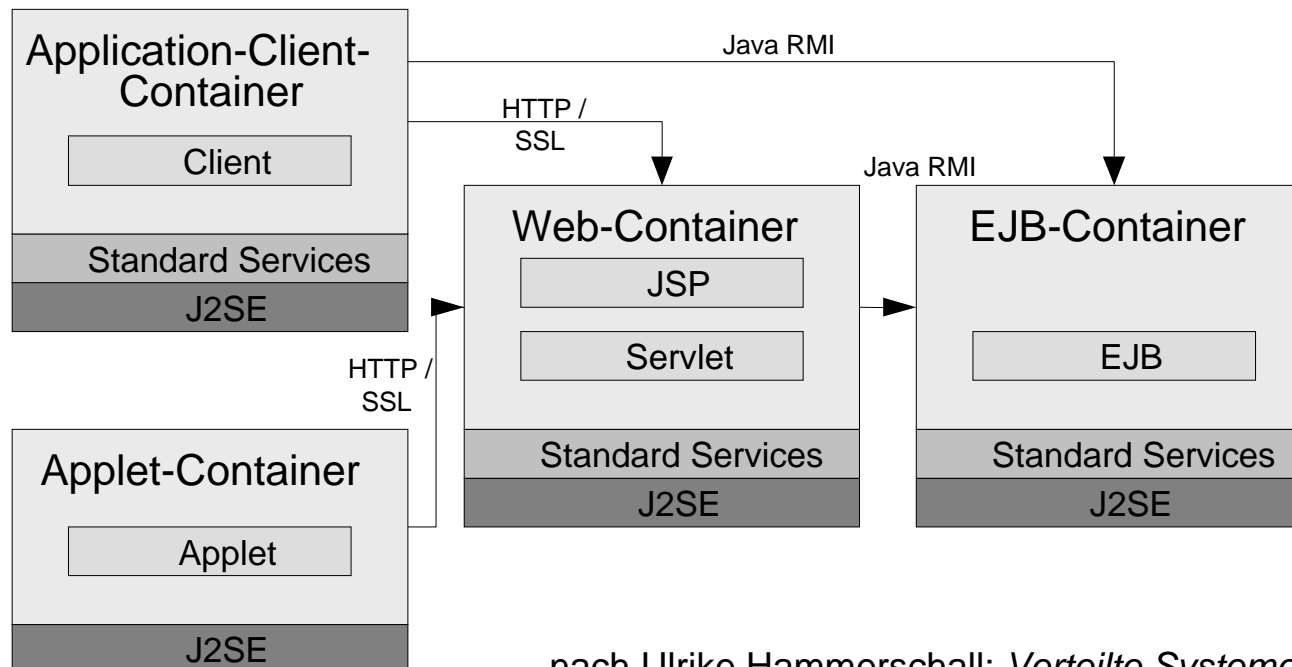 Application-Client-
Container
Client
Standard Services
J2SE
Java RMI
HTTP /
SSL
Java RMI
Web-Container
JSP
Servlet
Standard Services
J2SE
EJB-Container
EJB
Standard Services
J2SE
HTTP /
SSL
Applet-Container
Applet
J2SE
nach Ulrike Hammerschall: Verteilte Systeme